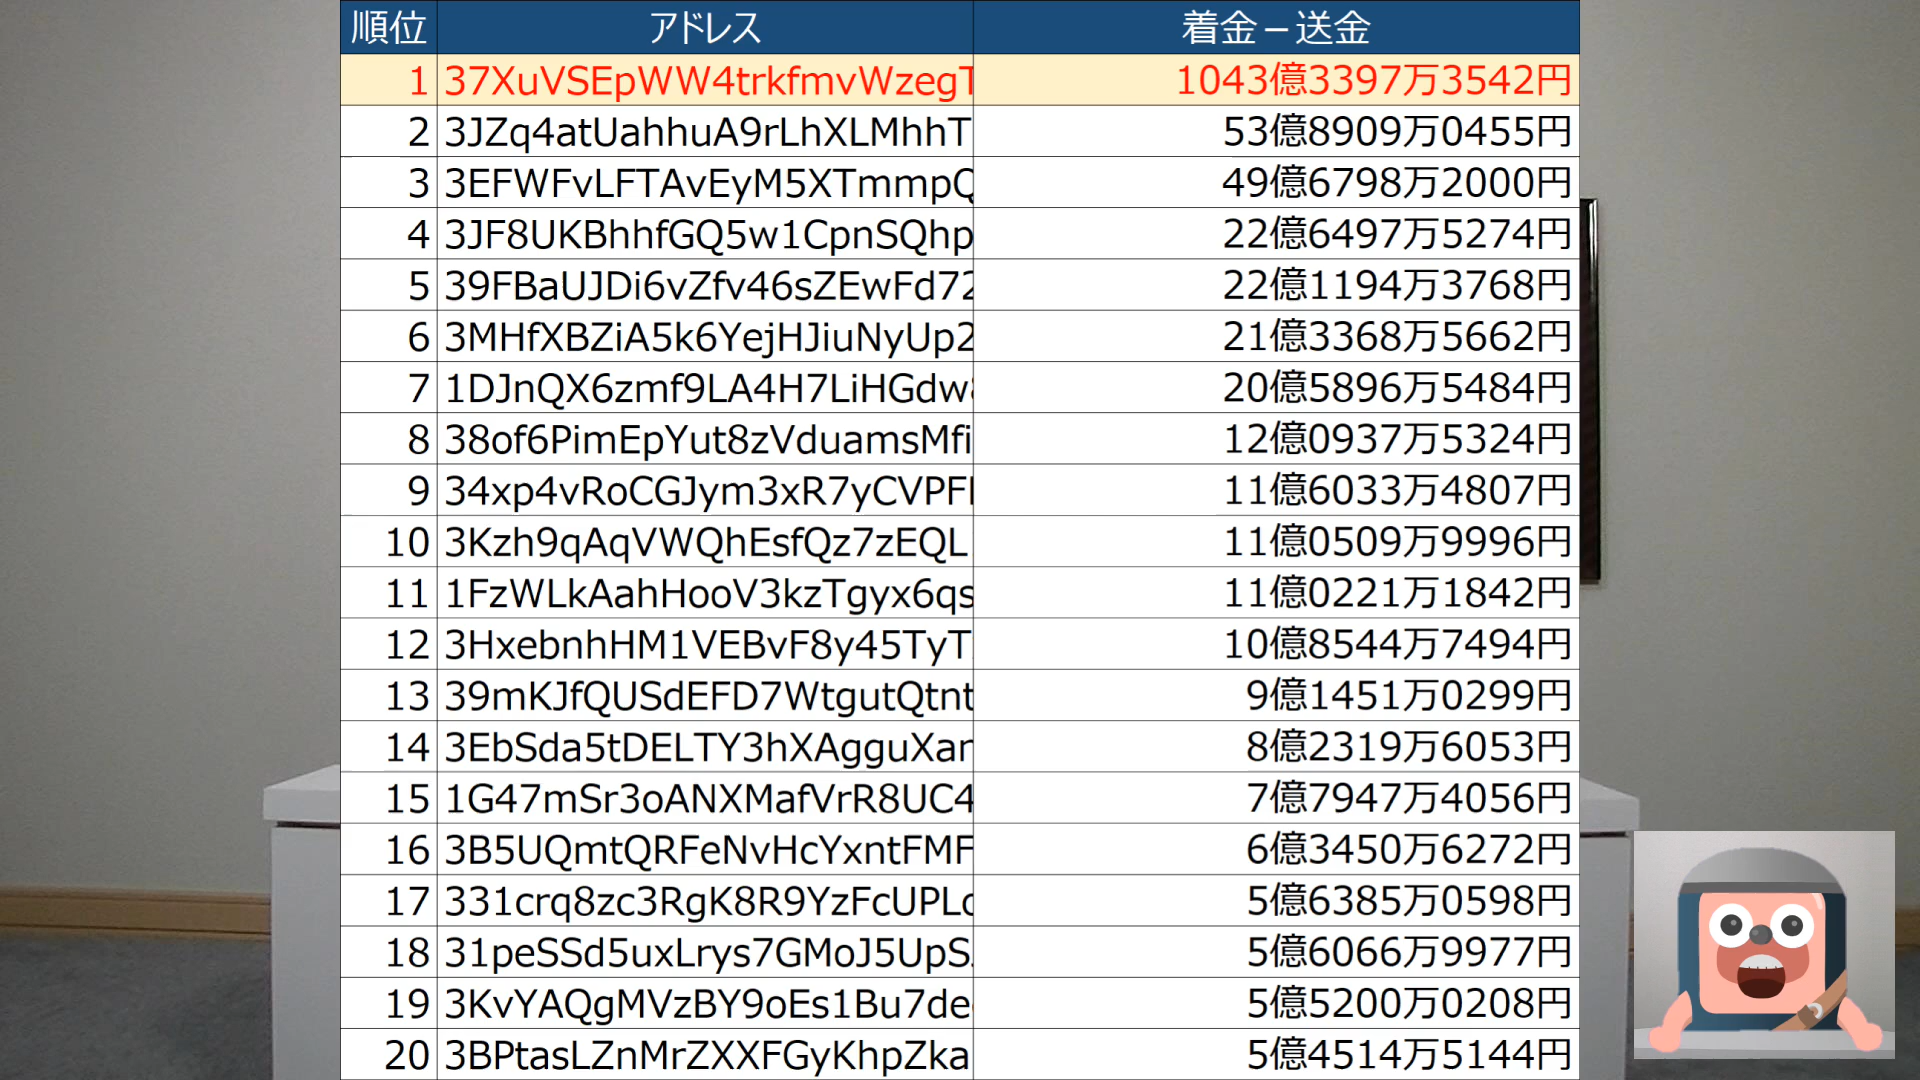 順位 アドレス 着金－送金
1 37XuVSEpWW4trkfmvWzegT 1043億3397万3542円
2 3JZq4atUahhuA9rLhXLMhhT 53億8909万0455円
3 3EFWFvLFTAvEyM5XTmmpQ 49億6798万2000円
4 3JF8UKBhhfGQ5w1CpnSQhp 22億6497万5274円
5 39FBaUJDi6vZfv46sZEwFd72 22億1194万3768円
6 3MHfXBZiA5k6YejHJiuNyUp2 21億3368万5662円
7 1DJnQX6zmf9LA4H7LiHGdw 20億5896万5484円
8 38of6PimEpYut8zVduamsMfi 12億0937万5324円
9 34xp4vRoCGJym3xR7yCVPF 11億6033万4807円
10 3Kzh9qAqVWQhEsfQz7zEQL 11億0509万9996円
11 1FzWLkAahHooV3kzTgyx6qs 11億0221万1842円
12 3HxebnhHM1VEBvF8y45TyT 10億8544万7494円
13 39mKJfQUSdEFD7WtgutQtnt 9億1451万0299円
14 3EbSda5tDELTY3hXAgguXar 8億2319万6053円
15 1G47mSr3oANXMafVrR8UC4 7億7947万4056円
16 3B5UQmtQRFeNvHcYxntFMF 6億3450万6272円
17 331crq8zc3RgK8R9YzFcUPL 5億6385万0598円
18 31peSSd5uxLrys7GMoJ5UpS 5億6066万9977円
19 3KvYAQgMVzBY9oEs1Bu7de 5億5200万0208円
20 3BPtasLZnMrZXXFGyKhpZka 5億4514万5144円